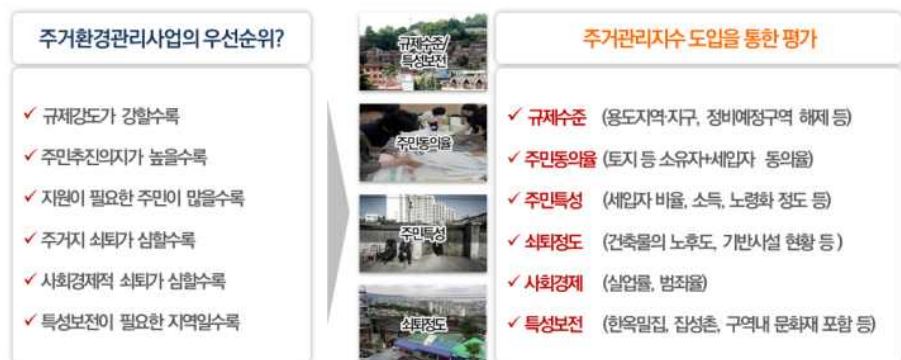 주거환경관리사업의 우선순위?
✓ 규제강도가 강할수록
✓ 주민추진의지가 높을수록
✓ 지원이 필요한 주민이 많을수록
✓ 주거지 쇠퇴가 심할수록
✓ 사회경제적 쇠퇴가 심할수록
✓ 특성보전이 필요한 지역일수록
규제수준/
특성보전
주민동의율
주민특성
쇠퇴정도
주거관리지수 도입을 통한 평가
✓ 규제수준 (용도지역·지구, 정비예정구역 해제 등)
✓ 주민동의율 (토지 등 소유자+세입자 동의율)
✓ 주민특성 (세입자 비율, 소득, 노령화 정도 등)
✓ 쇠퇴정도 (건축물의 노후도, 기반시설 현황 등 )
✓ 사회경제 (실업률, 범죄율)
✓ 특성보전 (한옥밀집, 집성촌, 구역내 문화재 포함 등)